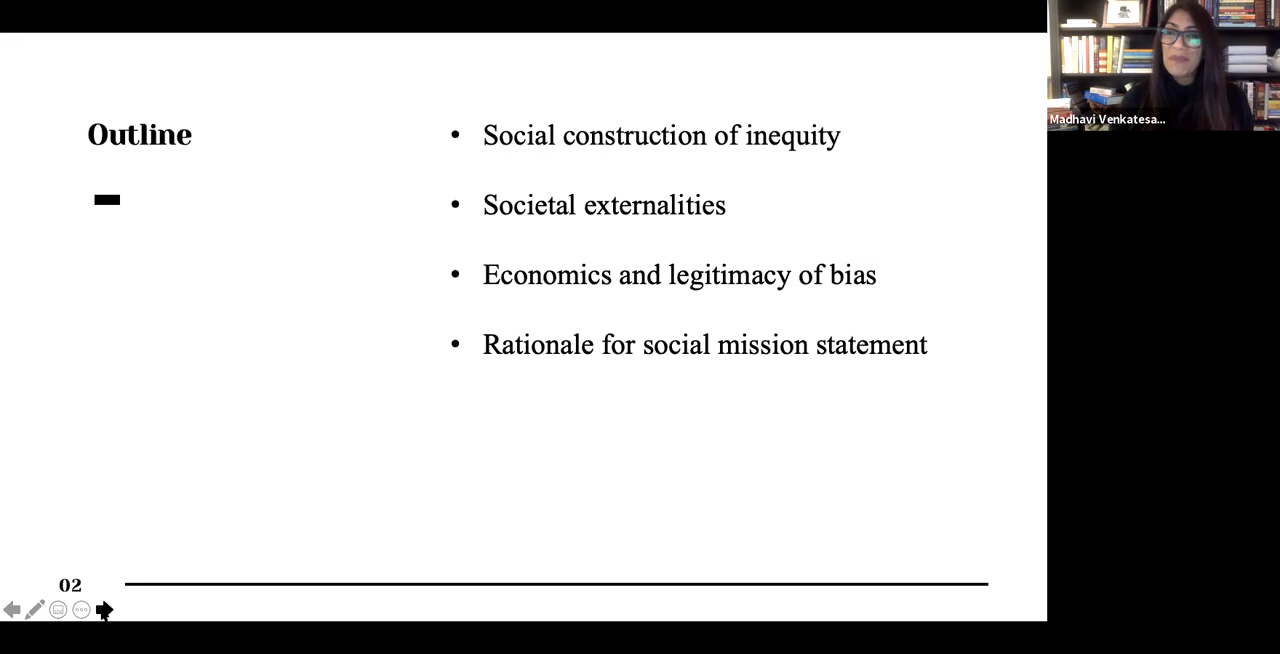 Outline
• Social construction of inequity
• Societal externalities
• Economics and legitimacy of bias
• Rationale for social mission statement
02
Madhavi Venkatesa...